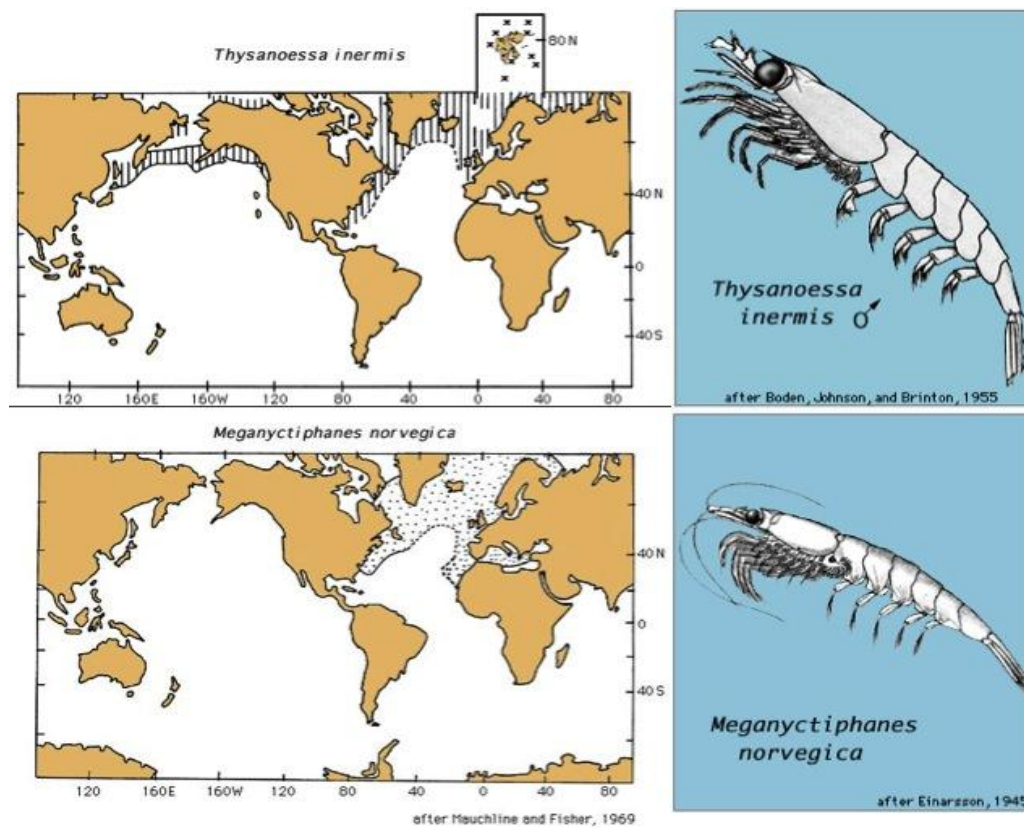 Thysanoessa inermis
80N
40N
0
40S
120 160E 160W 120 80 40 0 40 80
Thysanoessa
inermis ♂
after Boden, Johnson, and Brinton, 1955
Meganyctiphanes norvegica
40N
0
40S
120 160E 160W 120 80 40 0 40 80
after Mauchline and Fisher, 1969
Meganyctiphanes
norvegica
after Einarsson, 1945